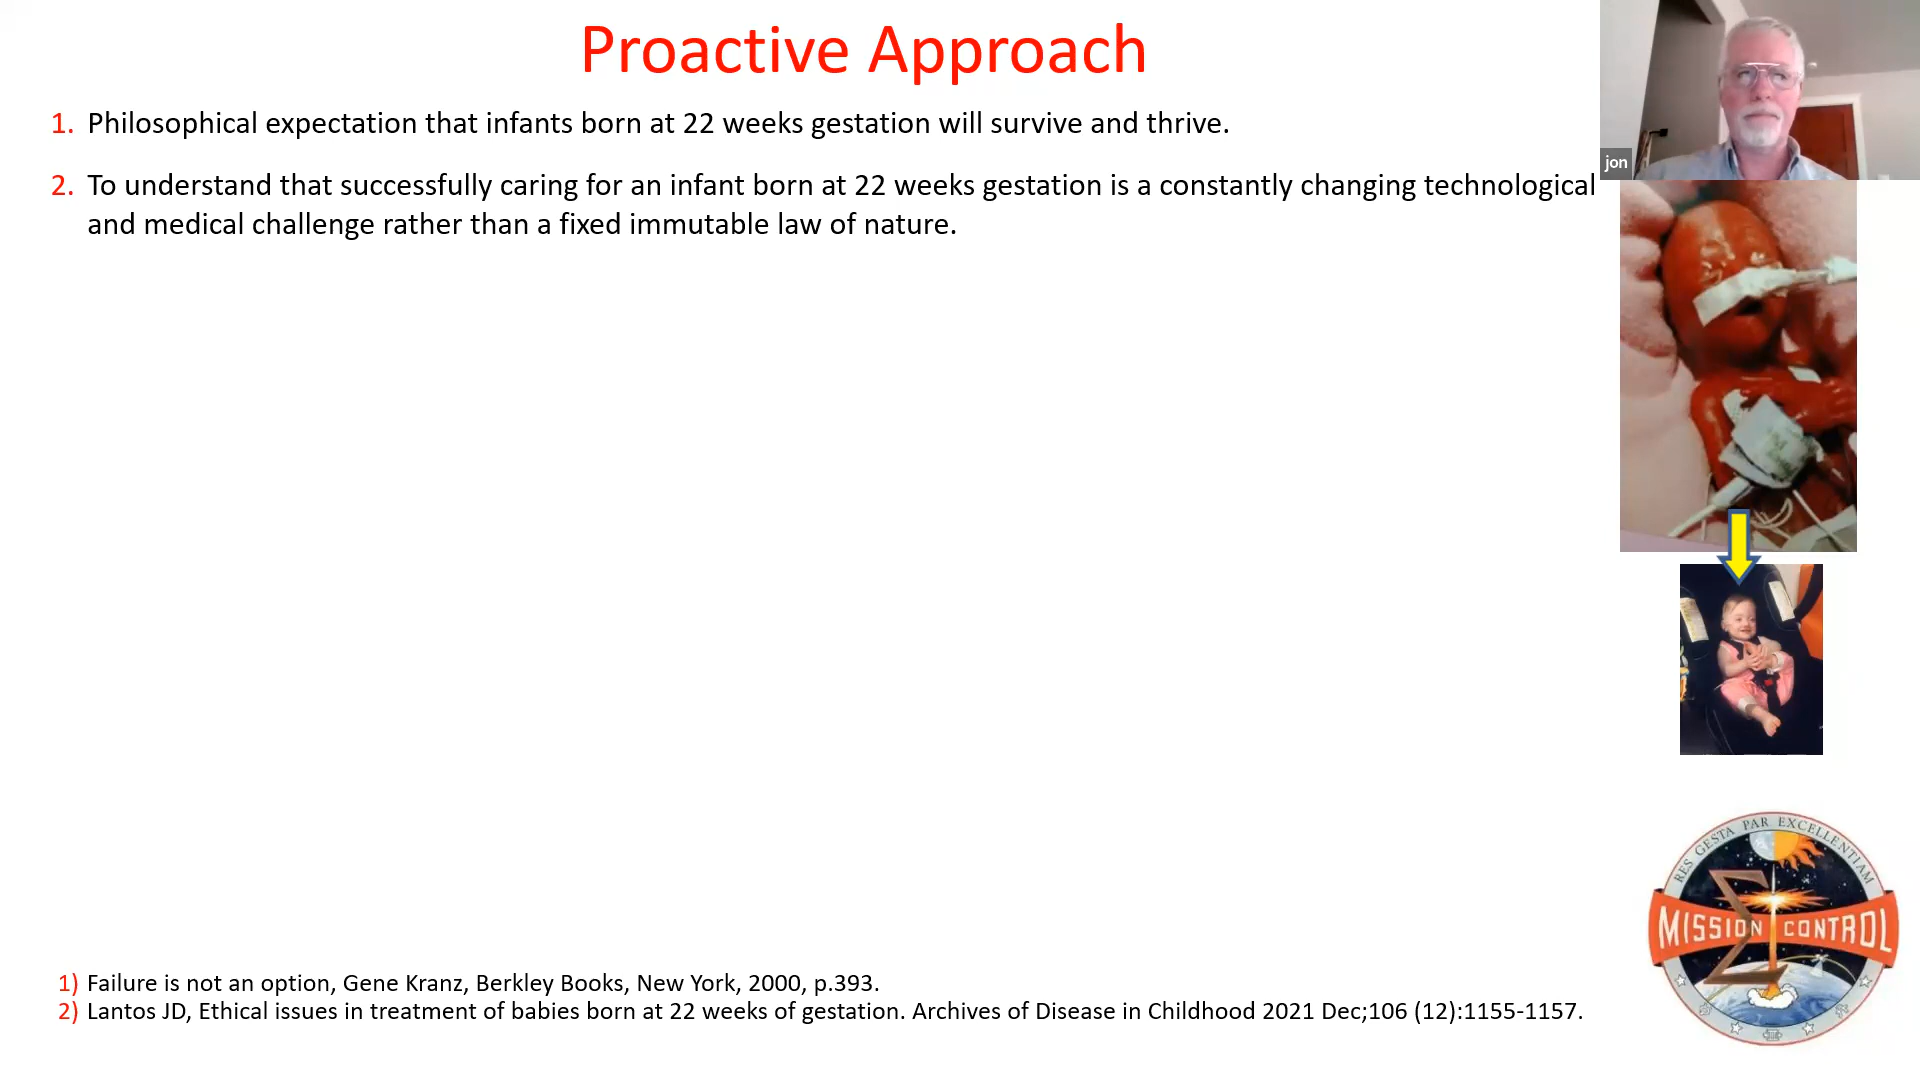 Proactive Approach
1. Philosophical expectation that infants born at 22 weeks gestation will survive and thrive.
2. To understand that successfully caring for an infant born at 22 weeks gestation is a constantly changing technological
and medical challenge rather than a fixed immutable law of nature.
jon
RES GESTA PAR EXCELLENTIAM
MISSION CONTROL
1) Failure is not an option, Gene Kranz, Berkley Books, New York, 2000, p.393.
2) Lantos JD, Ethical issues in treatment of babies born at 22 weeks of gestation. Archives of Disease in Childhood 2021 Dec;106 (12):1155-1157.